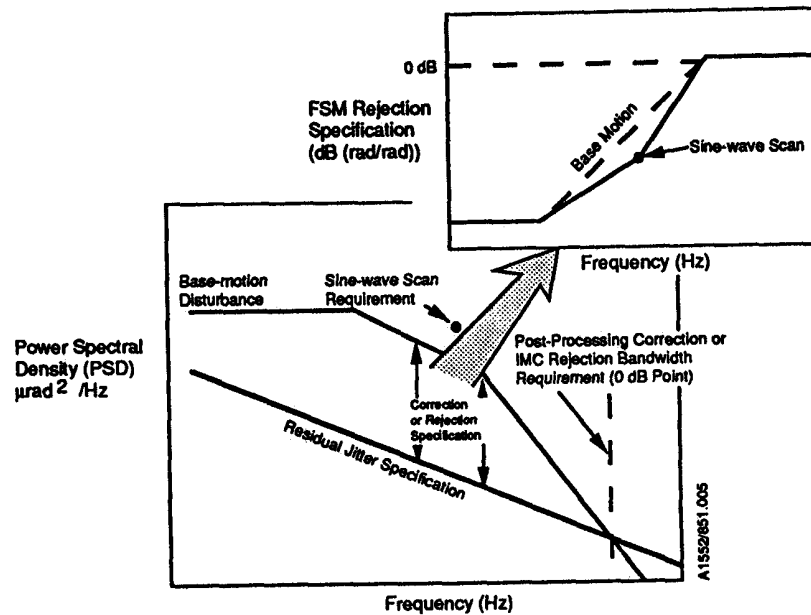 0 dB
FSM Rejection
Specification
(dB (rad/rad))
Base Motion
Sine-wave Scan
Frequency (Hz)
Base-motion
Disturbance
Sine-wave Scan
Requirement
Post-Processing Correction or
IMC Rejection Bandwidth
Requirement (0 dB Point)
Power Spectral
Density (PSD)
µrad 2 /Hz
Correction
or Rejection
Specification
Residual Jitter Specification
A1552/851.005
Frequency (Hz)